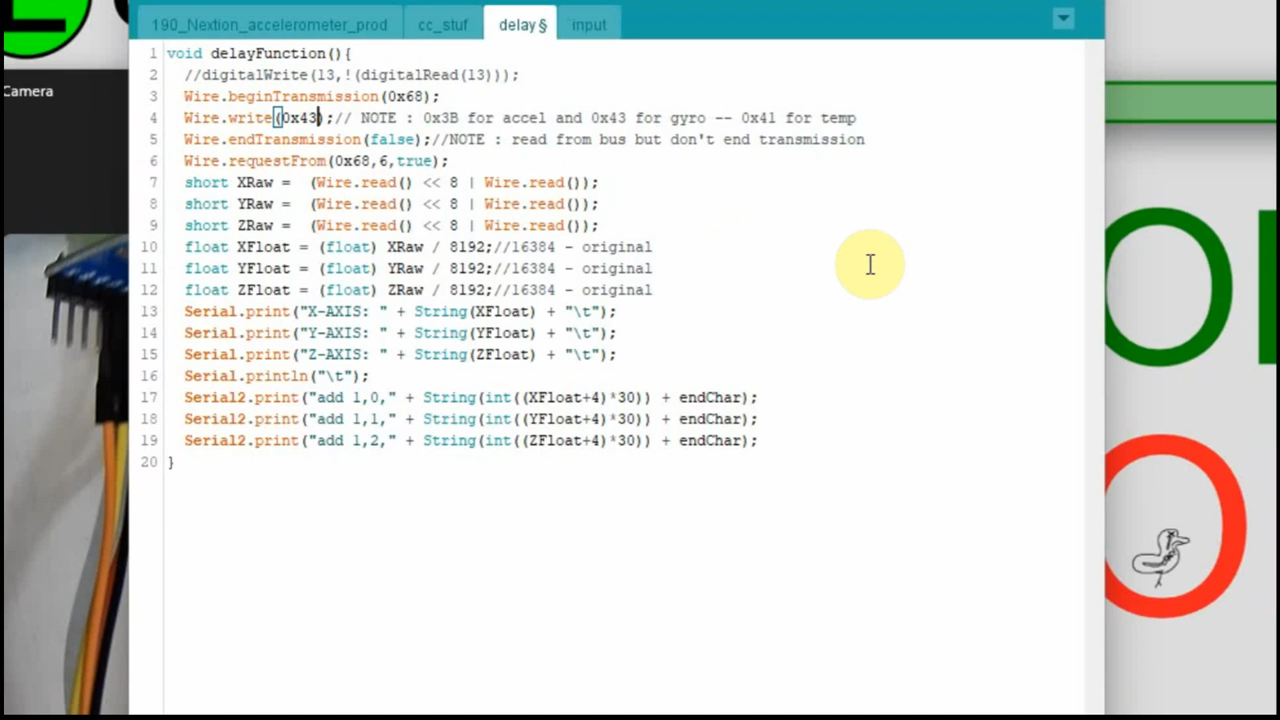 190_Nextion_accelerometer_prod cc_stuf delay§ input
Camera
1 void delayFunction(){
2 //digitalWrite(13,!(digitalRead(13)));
3 Wire.beginTransmission(0x68);
4 Wire.write(0x43);// NOTE : 0x3B for accel and 0x43 for gyro -- 0x41 for temp
5 Wire.endTransmission(false);//NOTE : read from bus but don't end transmission
6 Wire.requestFrom(0x68,6,true);
7 short XRaw =  (Wire.read() << 8 | Wire.read());
8 short YRaw =  (Wire.read() << 8 | Wire.read());
9 short ZRaw =  (Wire.read() << 8 | Wire.read());
10 float XFloat = (float) XRaw / 8192;//16384 - original
11 float YFloat = (float) YRaw / 8192;//16384 - original
12 float ZFloat = (float) ZRaw / 8192;//16384 - original
13 Serial.print("X-AXIS: " + String(XFloat) + "\t");
14 Serial.print("Y-AXIS: " + String(YFloat) + "\t");
15 Serial.print("Z-AXIS: " + String(ZFloat) + "\t");
16 Serial.println("\t");
17 Serial2.print("add 1,0," + String(int((XFloat+4)*30)) + endChar);
18 Serial2.print("add 1,1," + String(int((YFloat+4)*30)) + endChar);
19 Serial2.print("add 1,2," + String(int((ZFloat+4)*30)) + endChar);
20 }